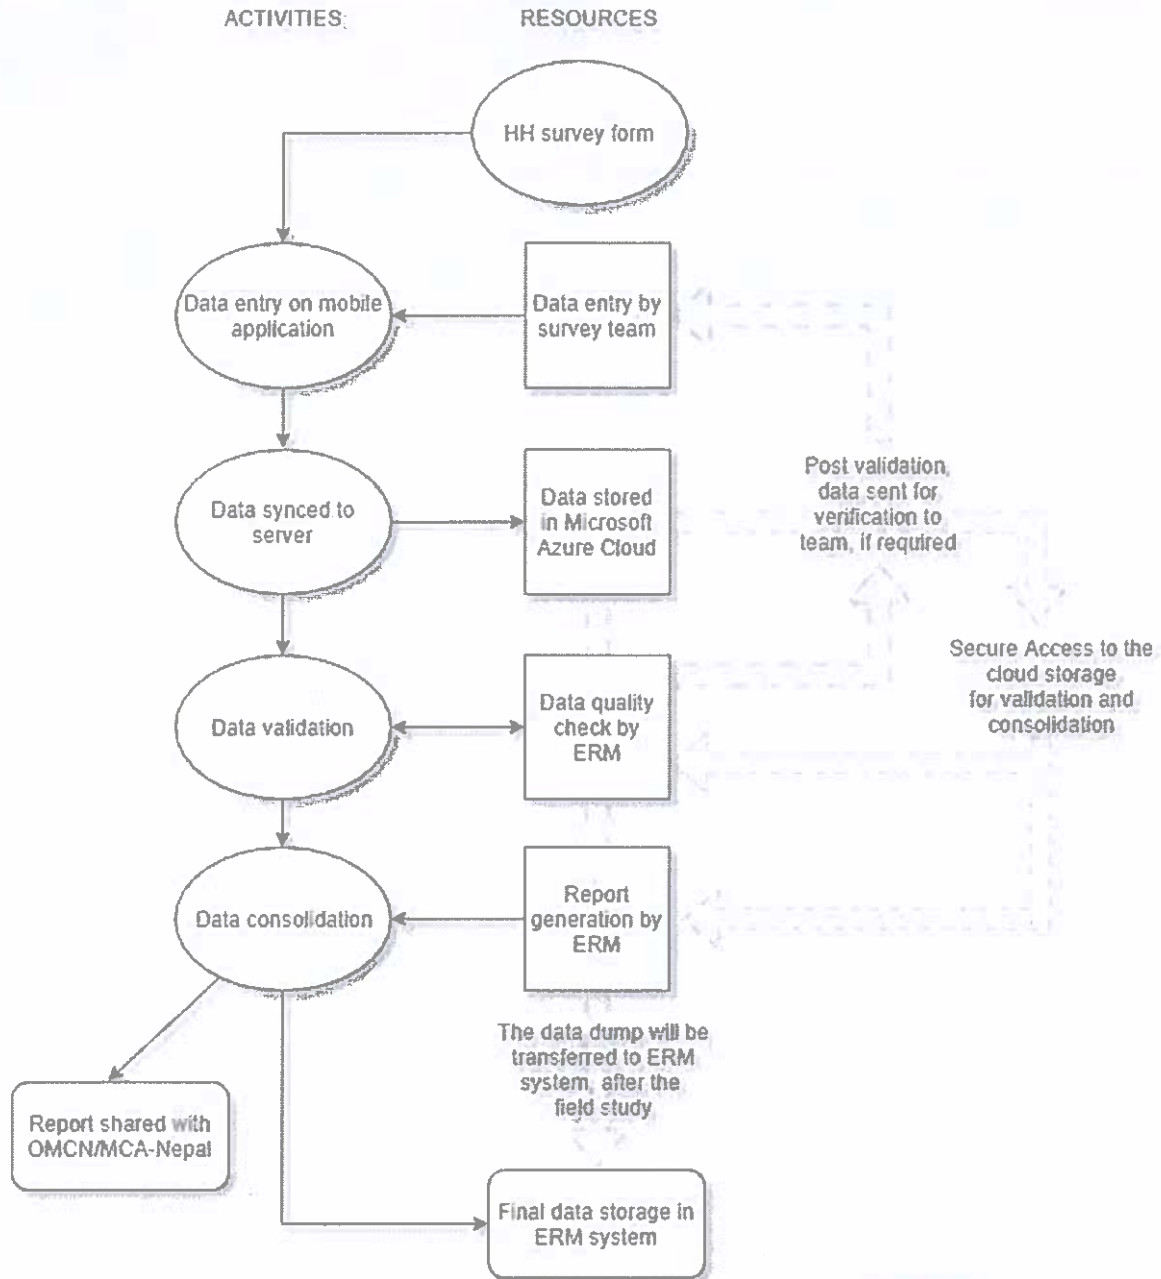 ACTIVITIES:
RESOURCES
HH survey form
Data entry on mobile
application
Data entry by
survey team
Data synced to
server
Data stored
in Microsoft
Azure Cloud
Post validation,
data sent for
verification to
team, if required
Secure Access to the
cloud storage
for validation and
consolidation
Data validation
Data quality
check by
ERM
Data consolidation
Report
generation by
ERM
The data dump will be
transferred to ERM
system, after the
field study
Report shared with
OMCN/MCA-Nepal
Final data storage in
ERM system